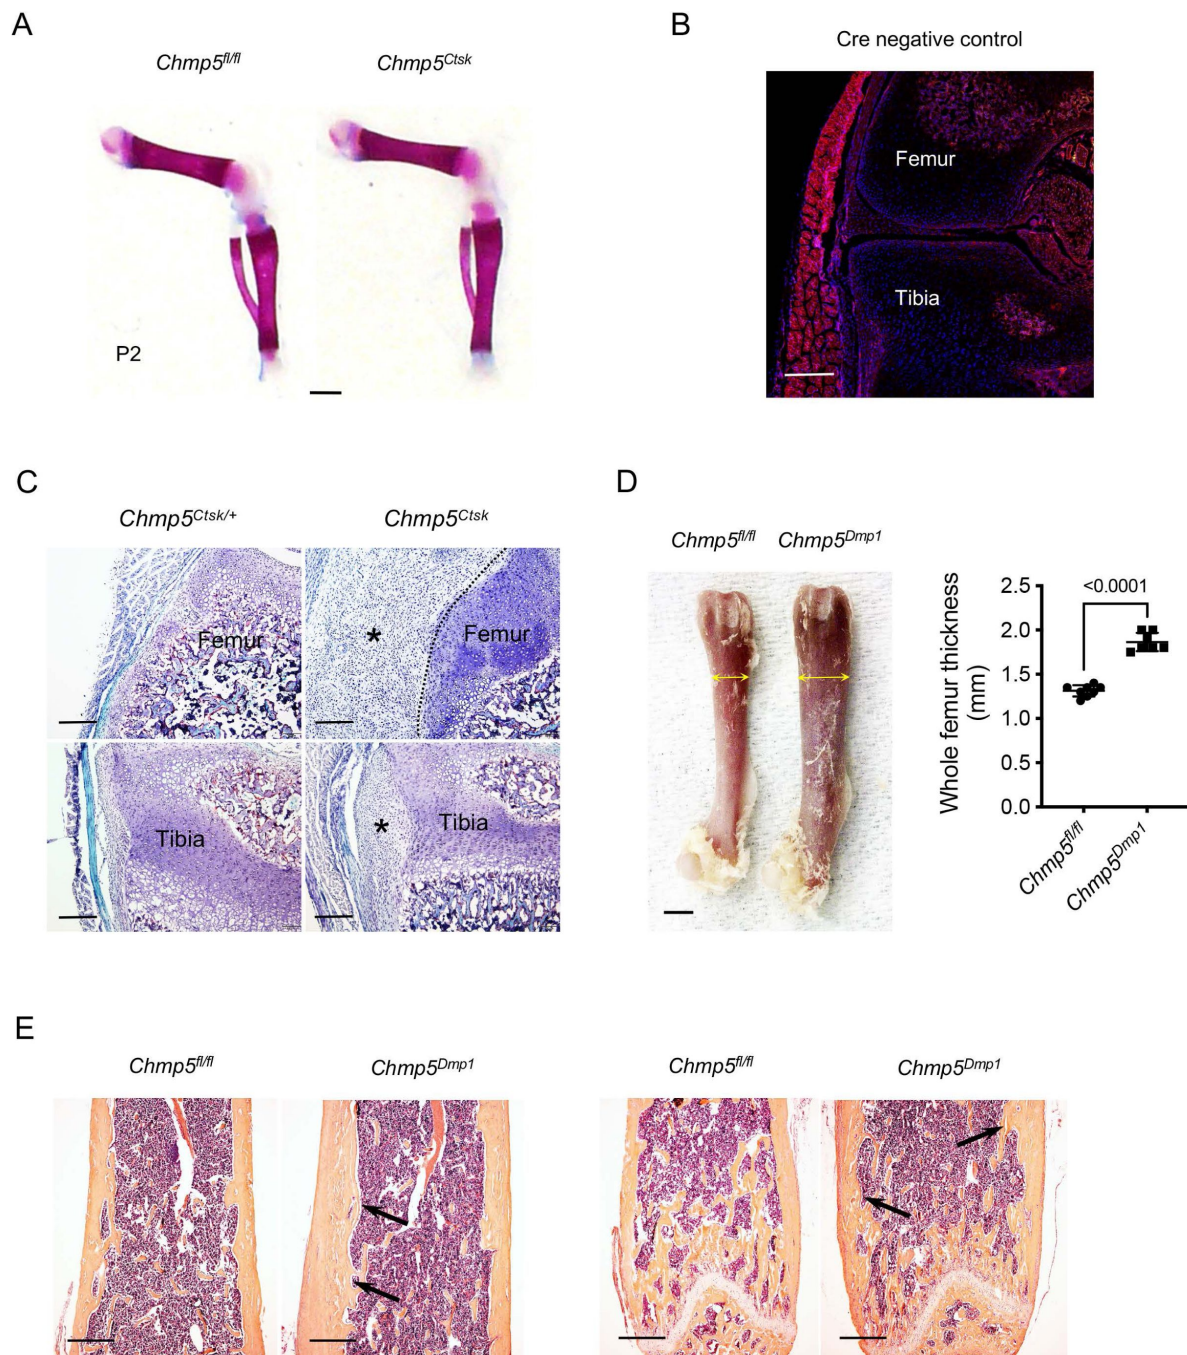 A
Chmp5fl/fl
Chmp5Ctsk
P2
B
Cre negative control
Femur
Tibia
C
Chmp5Ctsk/+
Chmp5Ctsk
*
Femur
Femur
Tibia
*
Tibia
D
Chmp5fl/fl
Chmp5Dmp1
Whole femur thickness
(mm)
2.5
2.0
1.5
1.0
0.5
0.0
<0.0001
Chmp5fl/fl
Chmp5Dmp1
E
Chmp5fl/fl
Chmp5Dmp1
Chmp5fl/fl
Chmp5Dmp1